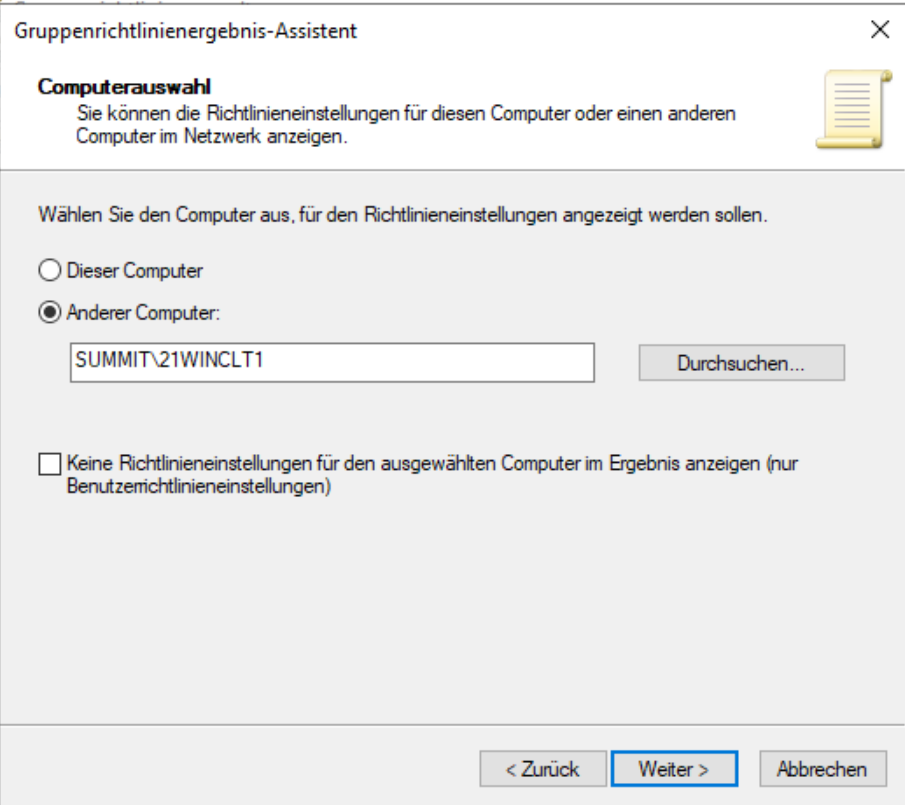 Gruppenrichtlinienergebnis-Assistent
Computerauswahl
Sie können die Richtlinieneinstellungen für diesen Computer oder einen anderen
Computer im Netzwerk anzeigen.
Wählen Sie den Computer aus, für den Richtlinieneinstellungen angezeigt werden sollen.
Dieser Computer
Anderer Computer:
SUMMIT\21WINCLT1
Durchsuchen...
Keine Richtlinieneinstellungen für den ausgewählten Computer im Ergebnis anzeigen (nur
Benutzerrichtlinieneinstellungen)
< Zurück
Weiter >
Abbrechen